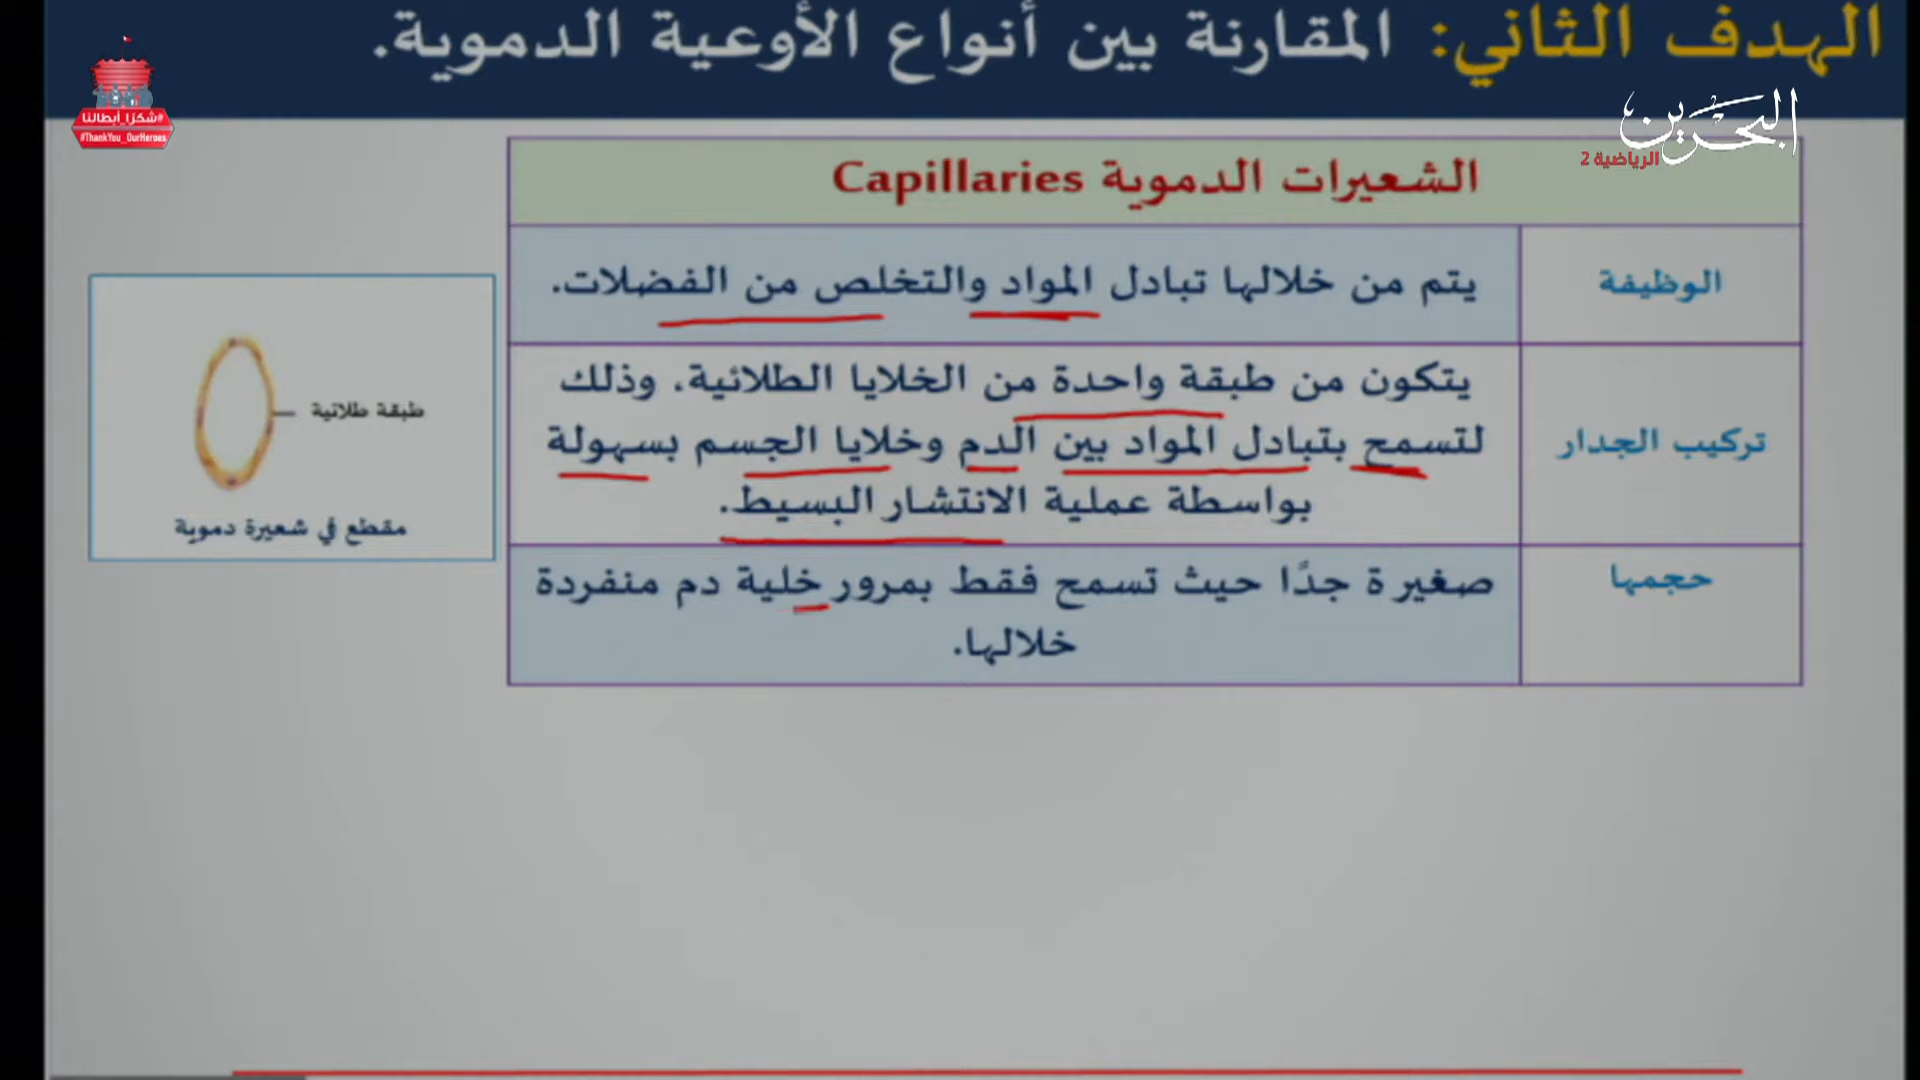 الهدف الثاني: المقارنة بين أنواع الأوعية الدموية.
#شكرا_أبطالنا
#ThankYou_OurHeroes
البحرين
الرياضية 2
الشعيرات الدموية Capillaries
الوظيفة
يتم من خلالها تبادل المواد والتخلص من الفضلات.
تركيب الجدار
يتكون من طبقة واحدة من الخلايا الطلائية. وذلك
لتسمح بتبادل المواد بين الدم وخلايا الجسم بسهولة
بواسطة عملية الانتشار البسيط.
حجمها
صغيرة جدًا حيث تسمح فقط بمرور خلية دم منفردة
خلالها.
طبقة طلائية
مقطع في شعيرة دموية